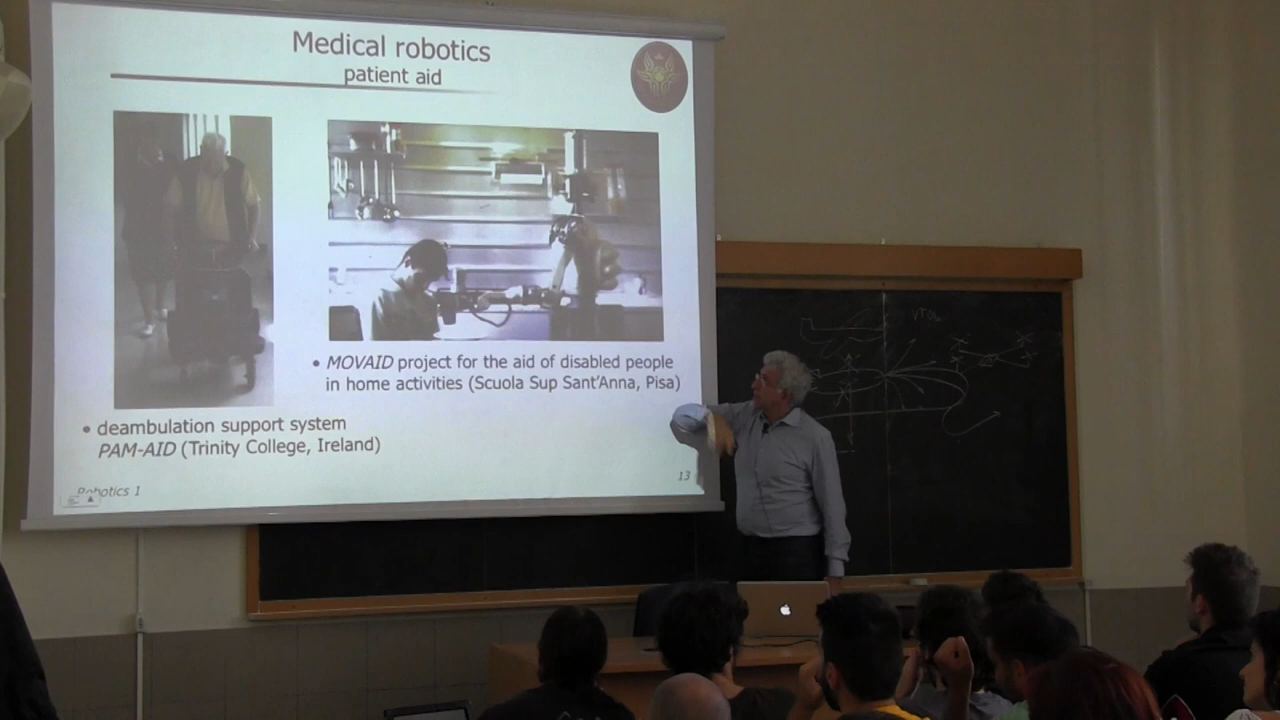 Medical robotics
patient aid
• MOVAID project for the aid of disabled people
in home activities (Scuola Sup Sant'Anna, Pisa)
• deambulation support system
PAM-AID (Trinity College, Ireland)
Robotics 1
13